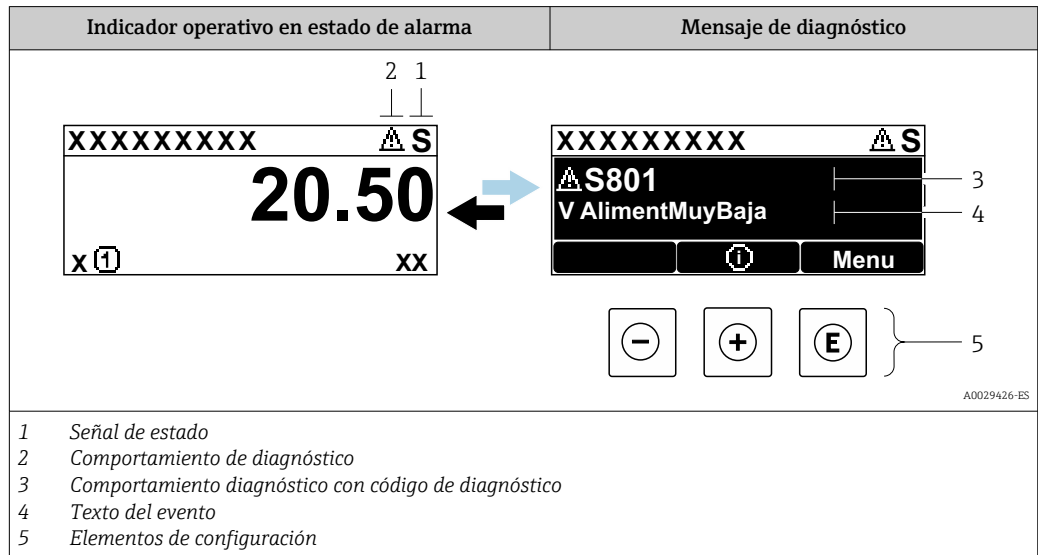 Indicador operativo en estado de alarma
Mensaje de diagnóstico
2 1
XXXXXXXXX S
20.50
X 1 XX
XXXXXXXXX S
S801
3
V AlimentMuyBaja
4
i Menu
- + E
5
A0029426-ES
1 Señal de estado
2 Comportamiento de diagnóstico
3 Comportamiento diagnóstico con código de diagnóstico
4 Texto del evento
5 Elementos de configuración